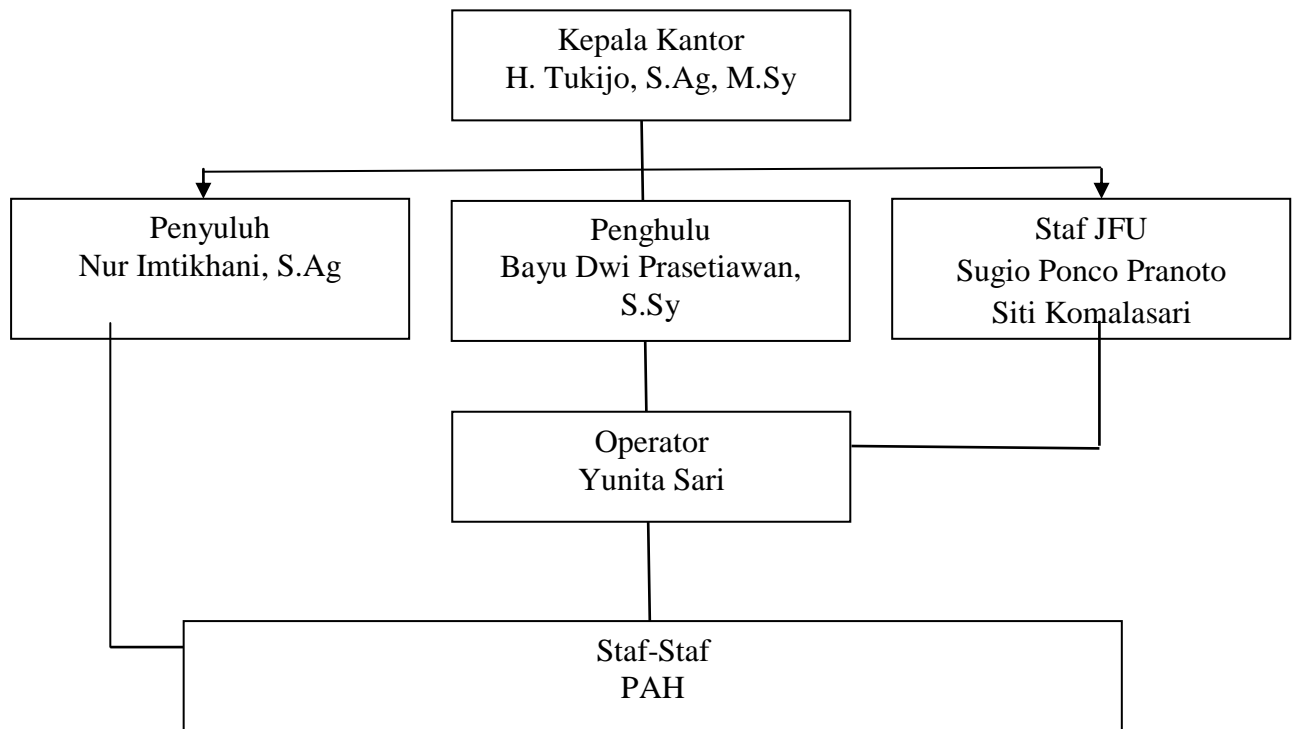 Kepala Kantor
H. Tukijo, S.Ag, M.Sy
Penyuluh
Nur Imtikhani, S.Ag
Penghulu
Bayu Dwi Prasetiawan,
S.Sy
Staf JFU
Sugio Ponco Pranoto
Siti Komalasari
Operator
Yunita Sari
Staf-Staf
PAH